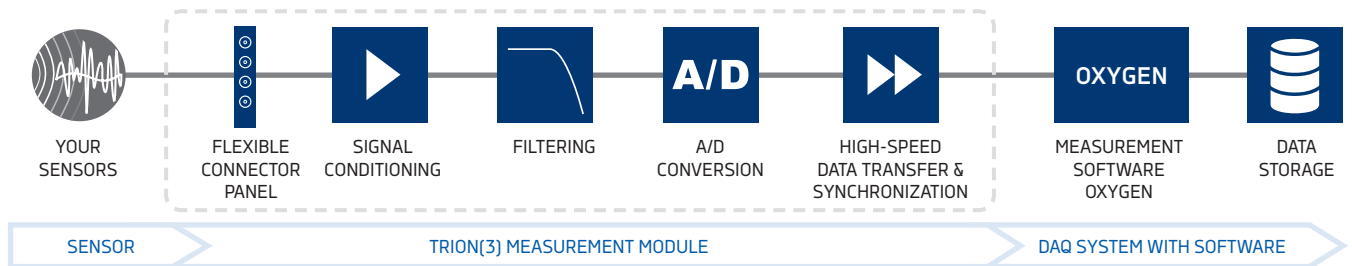 A/D
OXYGEN
YOUR
SENSORS
FLEXIBLE
CONNECTOR
PANEL
SIGNAL
CONDITIONING
FILTERING
A/D
CONVERSION
HIGH-SPEED
DATA TRANSFER &
SYNCHRONIZATION
MEASUREMENT
SOFTWARE
OXYGEN
DATA
STORAGE
SENSOR
TRION(3) MEASUREMENT MODULE
DAQ SYSTEM WITH SOFTWARE